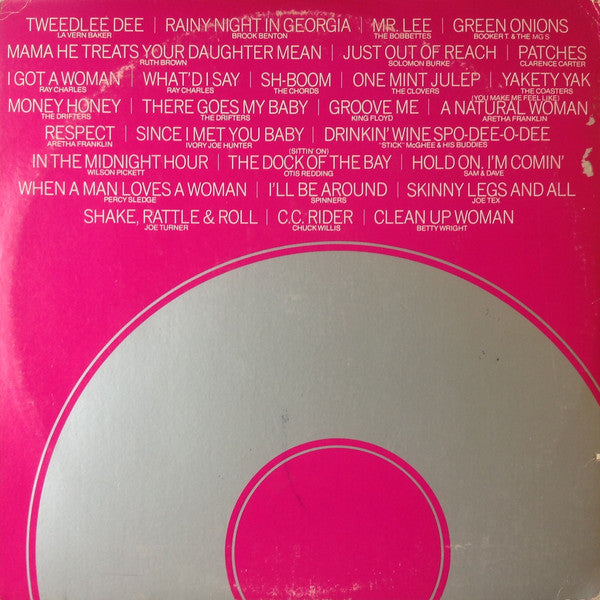 TWEEDLEE DEE | RAINY NIGHT IN GEORGIA | MR. LEE | GREEN ONIONS
LA VERN BAKER BROOK BENTON THE BOBBETTES BOOKER T. & THE MG'S
MAMA HE TREATS YOUR DAUGHTER MEAN | JUST OUT OF REACH | PATCHES
RUTH BROWN SOLOMON BURKE CLARENCE CARTER
I GOT A WOMAN | WHAT'D I SAY | SH-BOOM | ONE MINT JULEP | YAKETY YAK
RAY CHARLES RAY CHARLES THE CHORDS THE CLOVERS THE COASTERS
(YOU MAKE ME FEEL LIKE)
MONEY HONEY | THERE GOES MY BABY | GROOVE ME | A NATURAL WOMAN
THE DRIFTERS THE DRIFTERS KING FLOYD ARETHA FRANKLIN
RESPECT | SINCE I MET YOU BABY | DRINKIN' WINE SPO-DEE-O-DEE
ARETHA FRANKLIN IVORY JOE HUNTER "STICK" McGHEE & HIS BUDDIES
(SITTIN' ON)
IN THE MIDNIGHT HOUR | THE DOCK OF THE BAY | HOLD ON. I'M COMIN'
WILSON PICKETT OTIS REDDING SAM & DAVE
WHEN A MAN LOVES A WOMAN | I'LL BE AROUND | SKINNY LEGS AND ALL
PERCY SLEDGE SPINNERS JOE TEX
SHAKE, RATTLE & ROLL | C.C. RIDER | CLEAN UP WOMAN
JOE TURNER CHUCK WILLIS BETTY WRIGHT